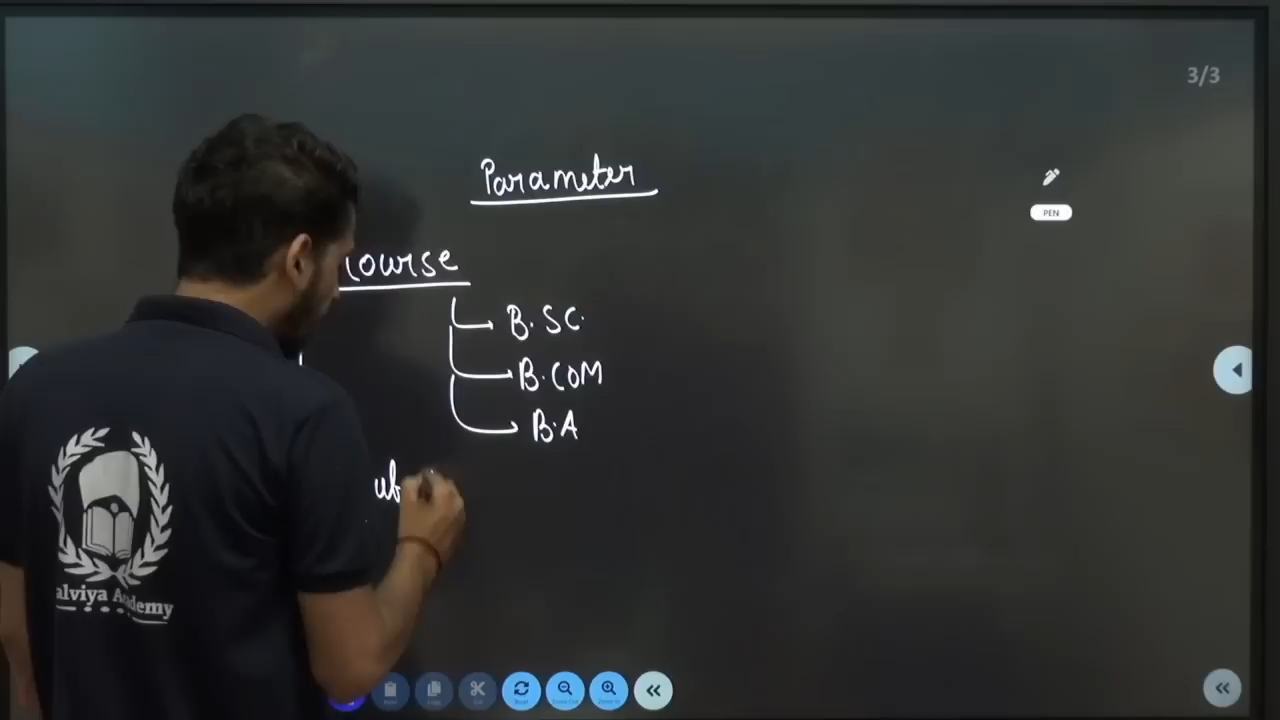 3/3
Parameter
PEN
course
B.SC.
B.COM
B.A
ub
alviya Academy